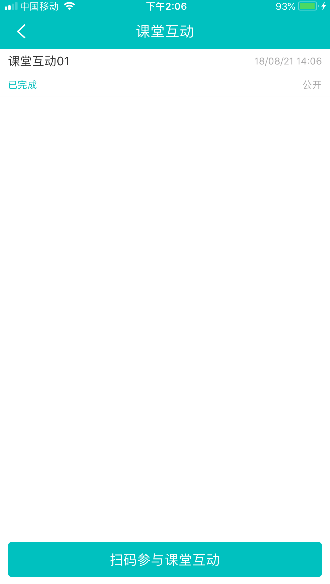 中国移动 下午2:06 93%
课堂互动
课堂互动01 18/08/21 14:06
已完成 公开
扫码参与课堂互动